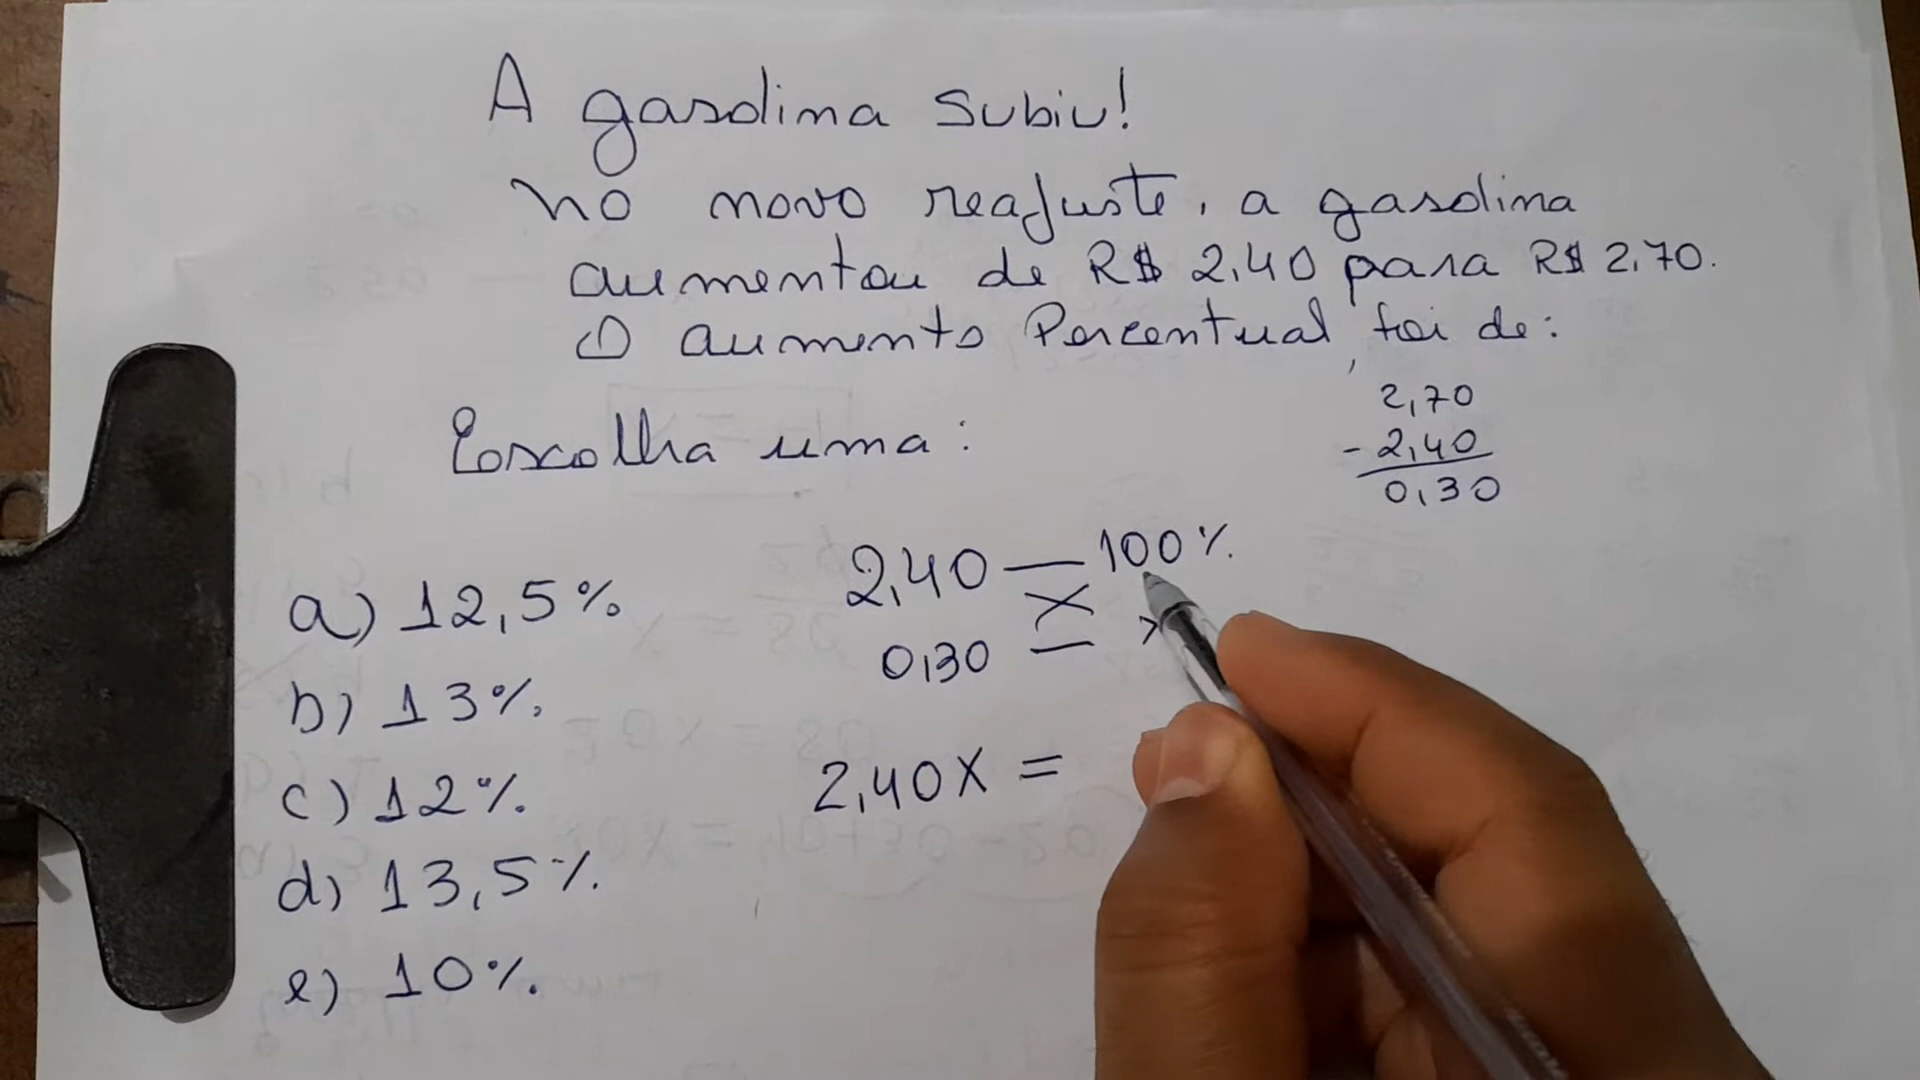 A gasolina subiu!
No novo reajuste, a gasolina
aumentou de R$ 2,40 para R$ 2,70.
O aumento Percentual foi de:
Escolha uma:
2,70
- 2,40
0,30
2,40 — 100%
0,30 — x
2,40x =
a) 12,5%
b) 13%
c) 12%
d) 13,5%
e) 10%